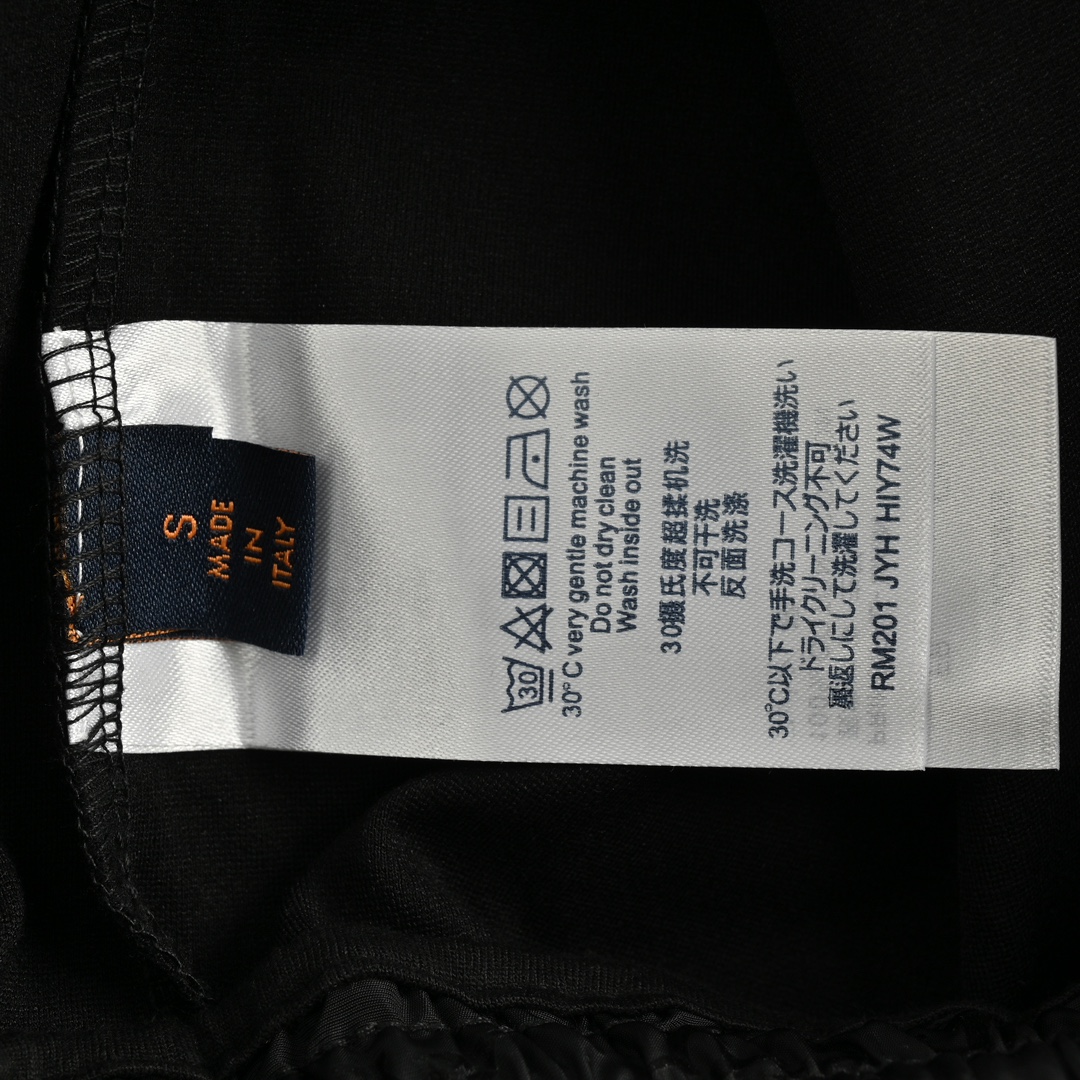 S
MADE
IN
ITALY
30
30°C very gentle machine wash
Do not dry clean
Wash inside out
30摄氏度超揉机洗
不可干洗
反面洗涤
30℃以下で手洗コース洗濯機洗い
ドライクリーニング不可
裏返しにして洗濯してください
RM201 JYH HIY74W